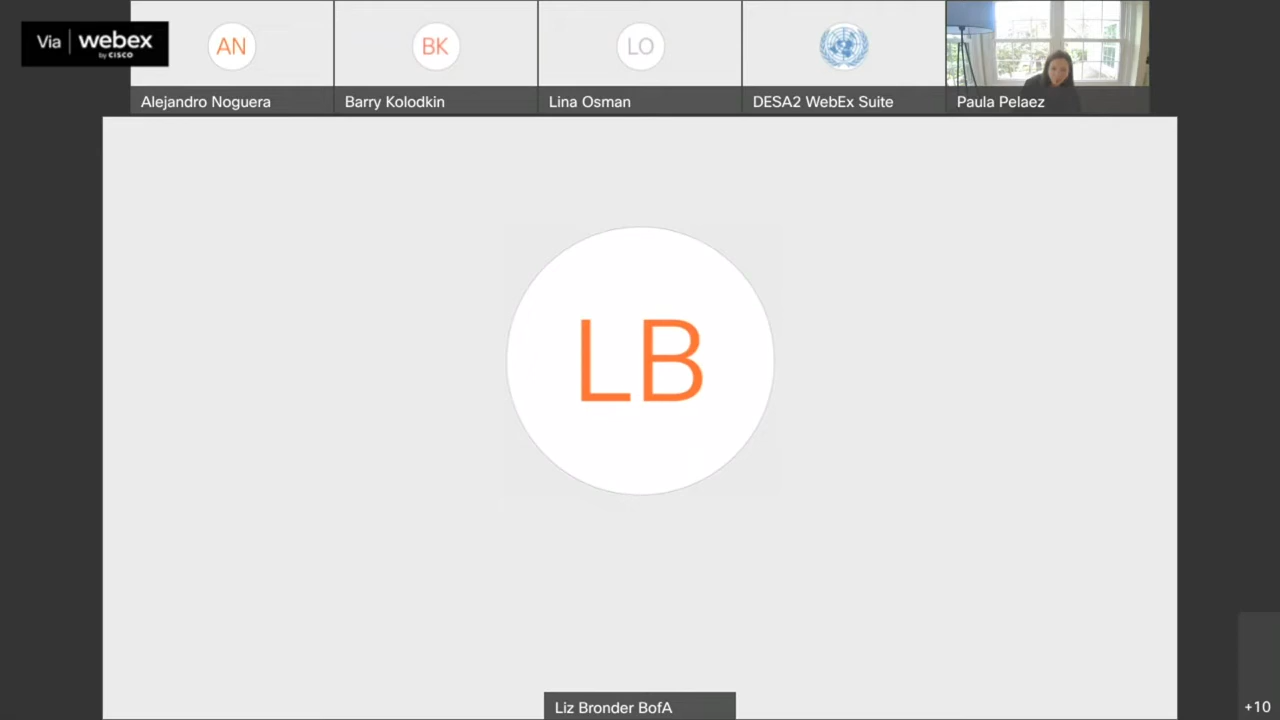 Via webex
by CISCO
AN
BK
LO
Alejandro Noguera
Barry Kolodkin
Lina Osman
DESA2 WebEx Suite
Paula Pelaez
LB
Liz Bronder BofA
+10